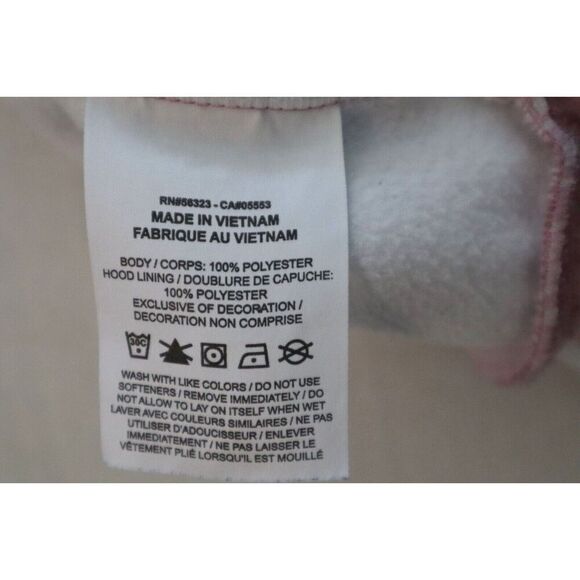 RN#56323 - CA#05553
MADE IN VIETNAM
FABRIQUE AU VIETNAM
BODY / CORPS: 100% POLYESTER
HOOD LINING / DOUBLURE DE CAPUCHE:
100% POLYESTER
EXCLUSIVE OF DECORATION /
DECORATION NON COMPRISE
30C
WASH WITH LIKE COLORS / DO NOT USE
SOFTENERS / REMOVE IMMEDIATELY / DO
NOT ALLOW TO LAY ON ITSELF WHEN WET
LAVER AVEC COULEURS SIMILAIRES / NE PAS
UTILISER D'ADOUCISSEUR / ENLEVER
IMMEDIATEMENT / NE PAS LAISSER LE
VÊTEMENT PLIÉ LORSQU'IL EST MOUILLÉ